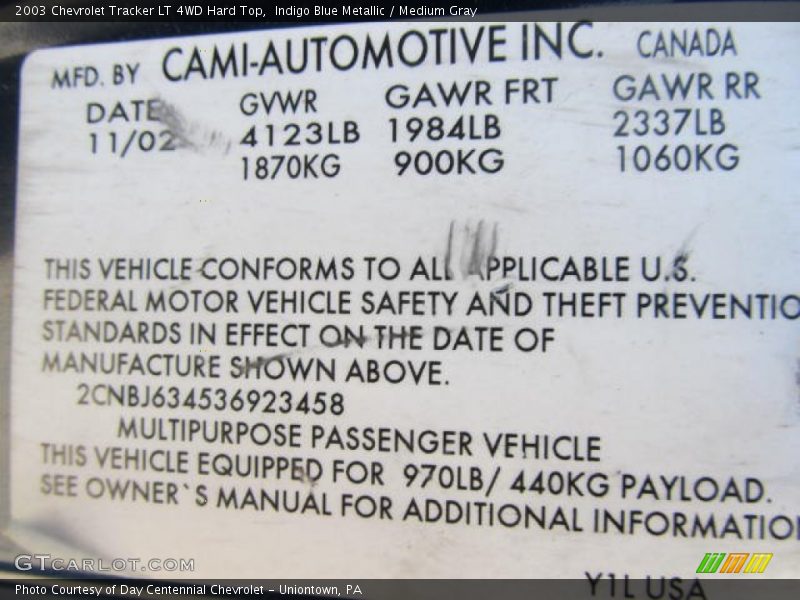 2003 Chevrolet Tracker LT 4WD Hard Top,  Indigo Blue Metallic / Medium Gray
MFD. BY CAMI-AUTOMOTIVE INC. CANADA
DATE GVWR GAWR FRT GAWR RR
11/02 4123LB 1984LB 2337LB
1870KG 900KG 1060KG
THIS VEHICLE CONFORMS TO ALL APPLICABLE U.S.
FEDERAL MOTOR VEHICLE SAFETY AND THEFT PREVENTIO
STANDARDS IN EFFECT ON THE DATE OF
MANUFACTURE SHOWN ABOVE.
2CNBJ634536923458
MULTIPURPOSE PASSENGER VEHICLE
THIS VEHICLE EQUIPPED FOR 970LB/ 440KG PAYLOAD.
SEE OWNER`S MANUAL FOR ADDITIONAL INFORMATIO
GTCARLOT.COM
Y1L USA
Photo Courtesy of Day Centennial Chevrolet - Uniontown, PA